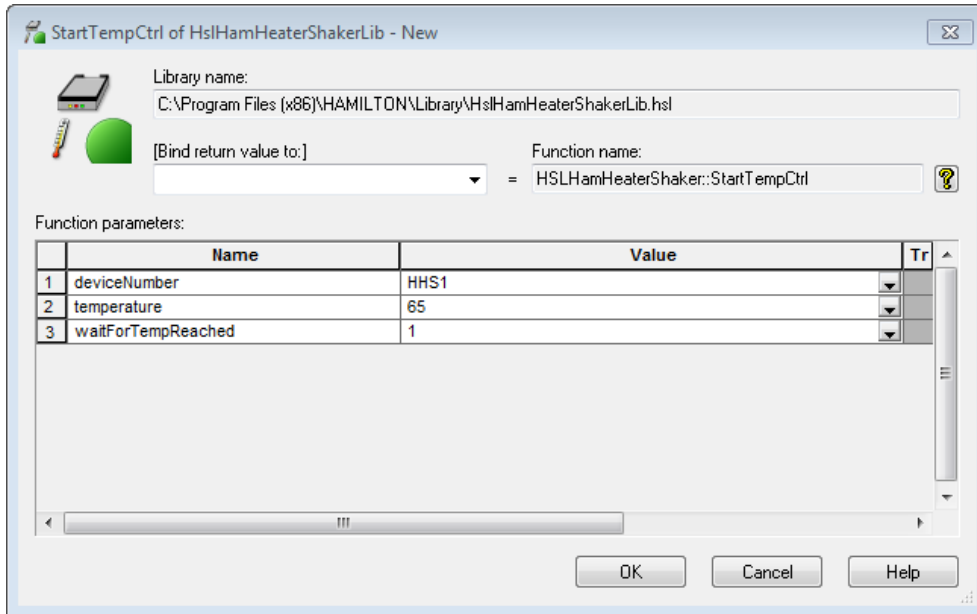 StartTempCtrl of HslHamHeaterShakerLib - New
Library name:
C:\Program Files (x86)\HAMILTON\Library\HslHamHeaterShakerLib.hsl
[Bind return value to:]
Function name:
= HSLHamHeaterShaker::StartTempCtrl
Function parameters:
Name Value Tr
1 deviceNumber HHS1
2 temperature 65
3 waitForTempReached 1
OK Cancel Help